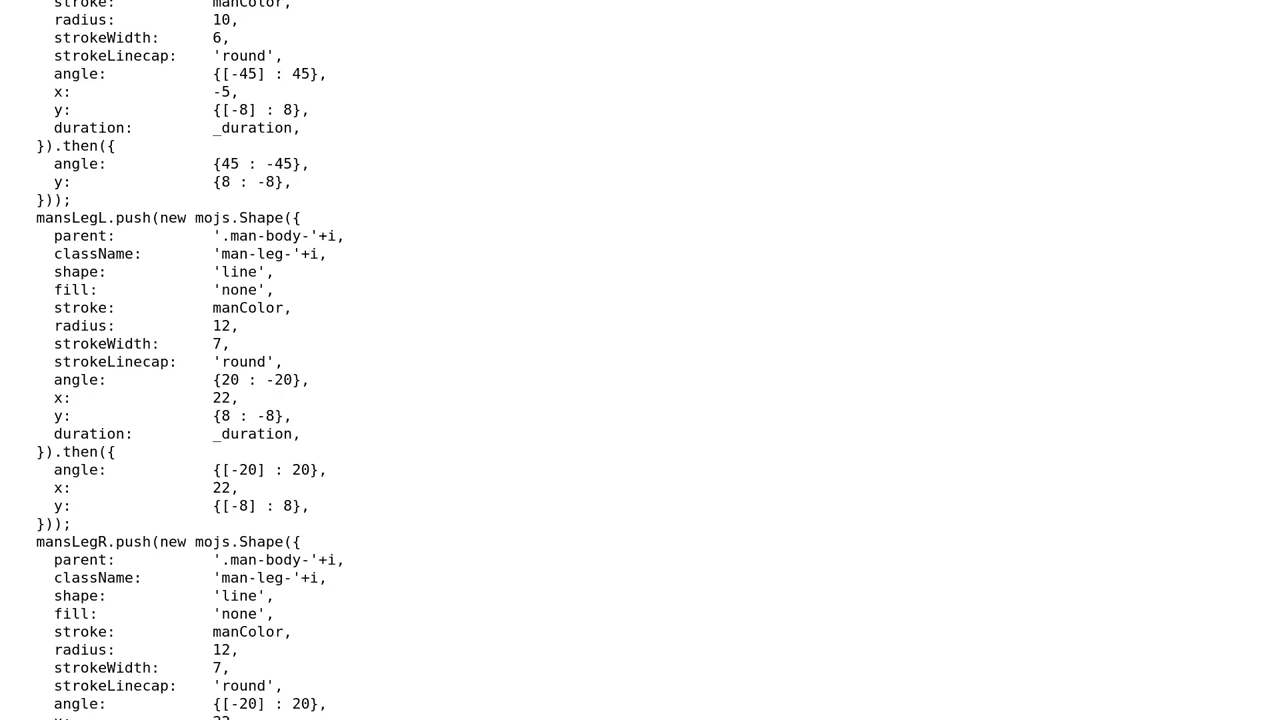 stroke:           manColor,
radius:           10,
strokeWidth:      6,
strokeLinecap:    'round',
angle:            {[-45] : 45},
x:                -5,
y:                {[-8] : 8},
duration:         _duration,
}).then({
angle:            {45 : -45},
y:                {8 : -8},
}));
mansLegL.push(new mojs.Shape({
parent:           '.man-body-'+i,
className:        'man-leg-'+i,
shape:            'line',
fill:             'none',
stroke:           manColor,
radius:           12,
strokeWidth:      7,
strokeLinecap:    'round',
angle:            {20 : -20},
x:                22,
y:                {8 : -8},
duration:         _duration,
}).then({
angle:            {[-20] : 20},
x:                22,
y:                {[-8] : 8},
}));
mansLegR.push(new mojs.Shape({
parent:           '.man-body-'+i,
className:        'man-leg-'+i,
shape:            'line',
fill:             'none',
stroke:           manColor,
radius:           12,
strokeWidth:      7,
strokeLinecap:    'round',
angle:            {[-20] : 20},